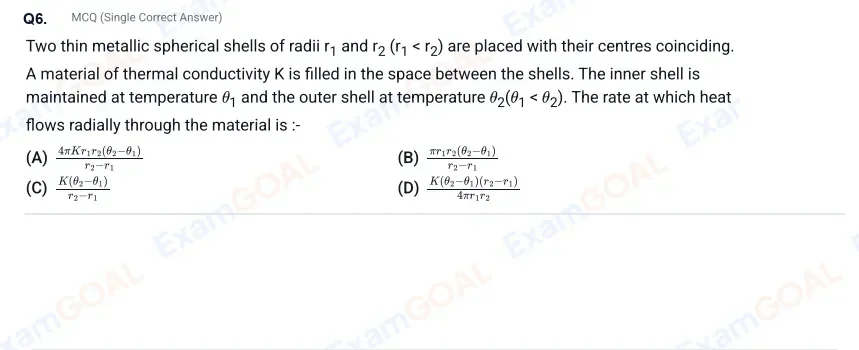 Q6. MCQ (Single Correct Answer)
Two thin metallic spherical shells of radii r₁ and r₂ (r₁ < r₂) are placed with their centres coinciding.
A material of thermal conductivity K is filled in the space between the shells. The inner shell is
maintained at temperature θ₁ and the outer shell at temperature θ₂(θ₁ < θ₂). The rate at which heat
flows radially through the material is :-
(A) \frac{4πKr₁r₂(θ₂−θ₁)}{r₂−r₁} (B) \frac{πr₁r₂(θ₂−θ₁)}{r₂−r₁}
(C) \frac{K(θ₂−θ₁)}{r₂−r₁} (D) \frac{K(θ₂−θ₁)(r₂−r₁)}{4πr₁r₂}
ExamGOAL